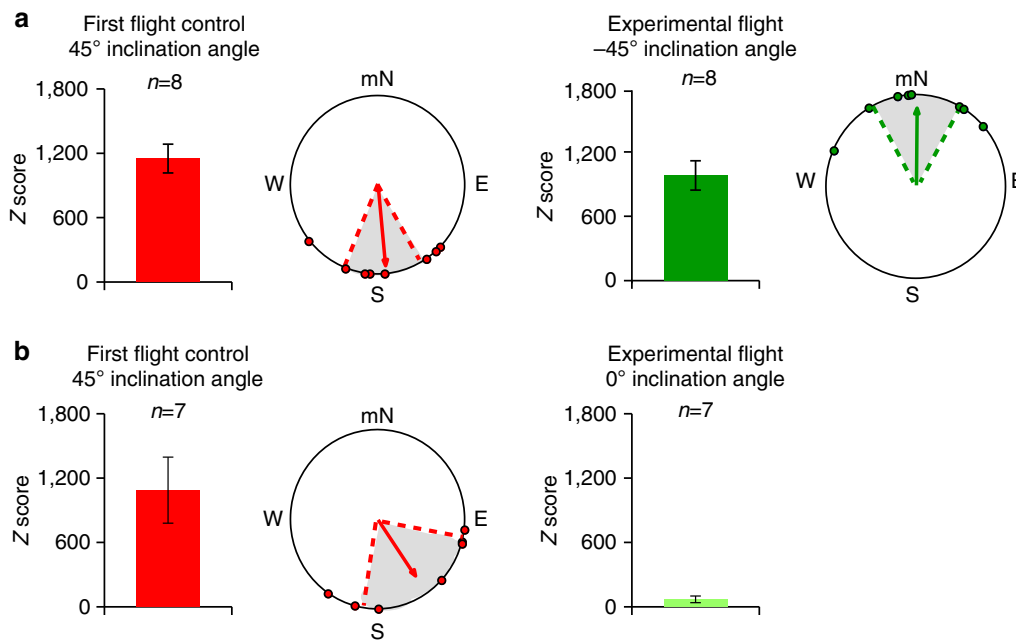 a
First flight control
45° inclination angle
n=8
1,800
1,200
600
0
Z score
mN
W
E
S
Experimental flight
–45° inclination angle
n=8
1,800
1,200
600
0
Z score
mN
W
E
S
b
First flight control
45° inclination angle
n=7
1,800
1,200
600
0
Z score
mN
W
E
S
Experimental flight
0° inclination angle
n=7
1,800
1,200
600
0
Z score